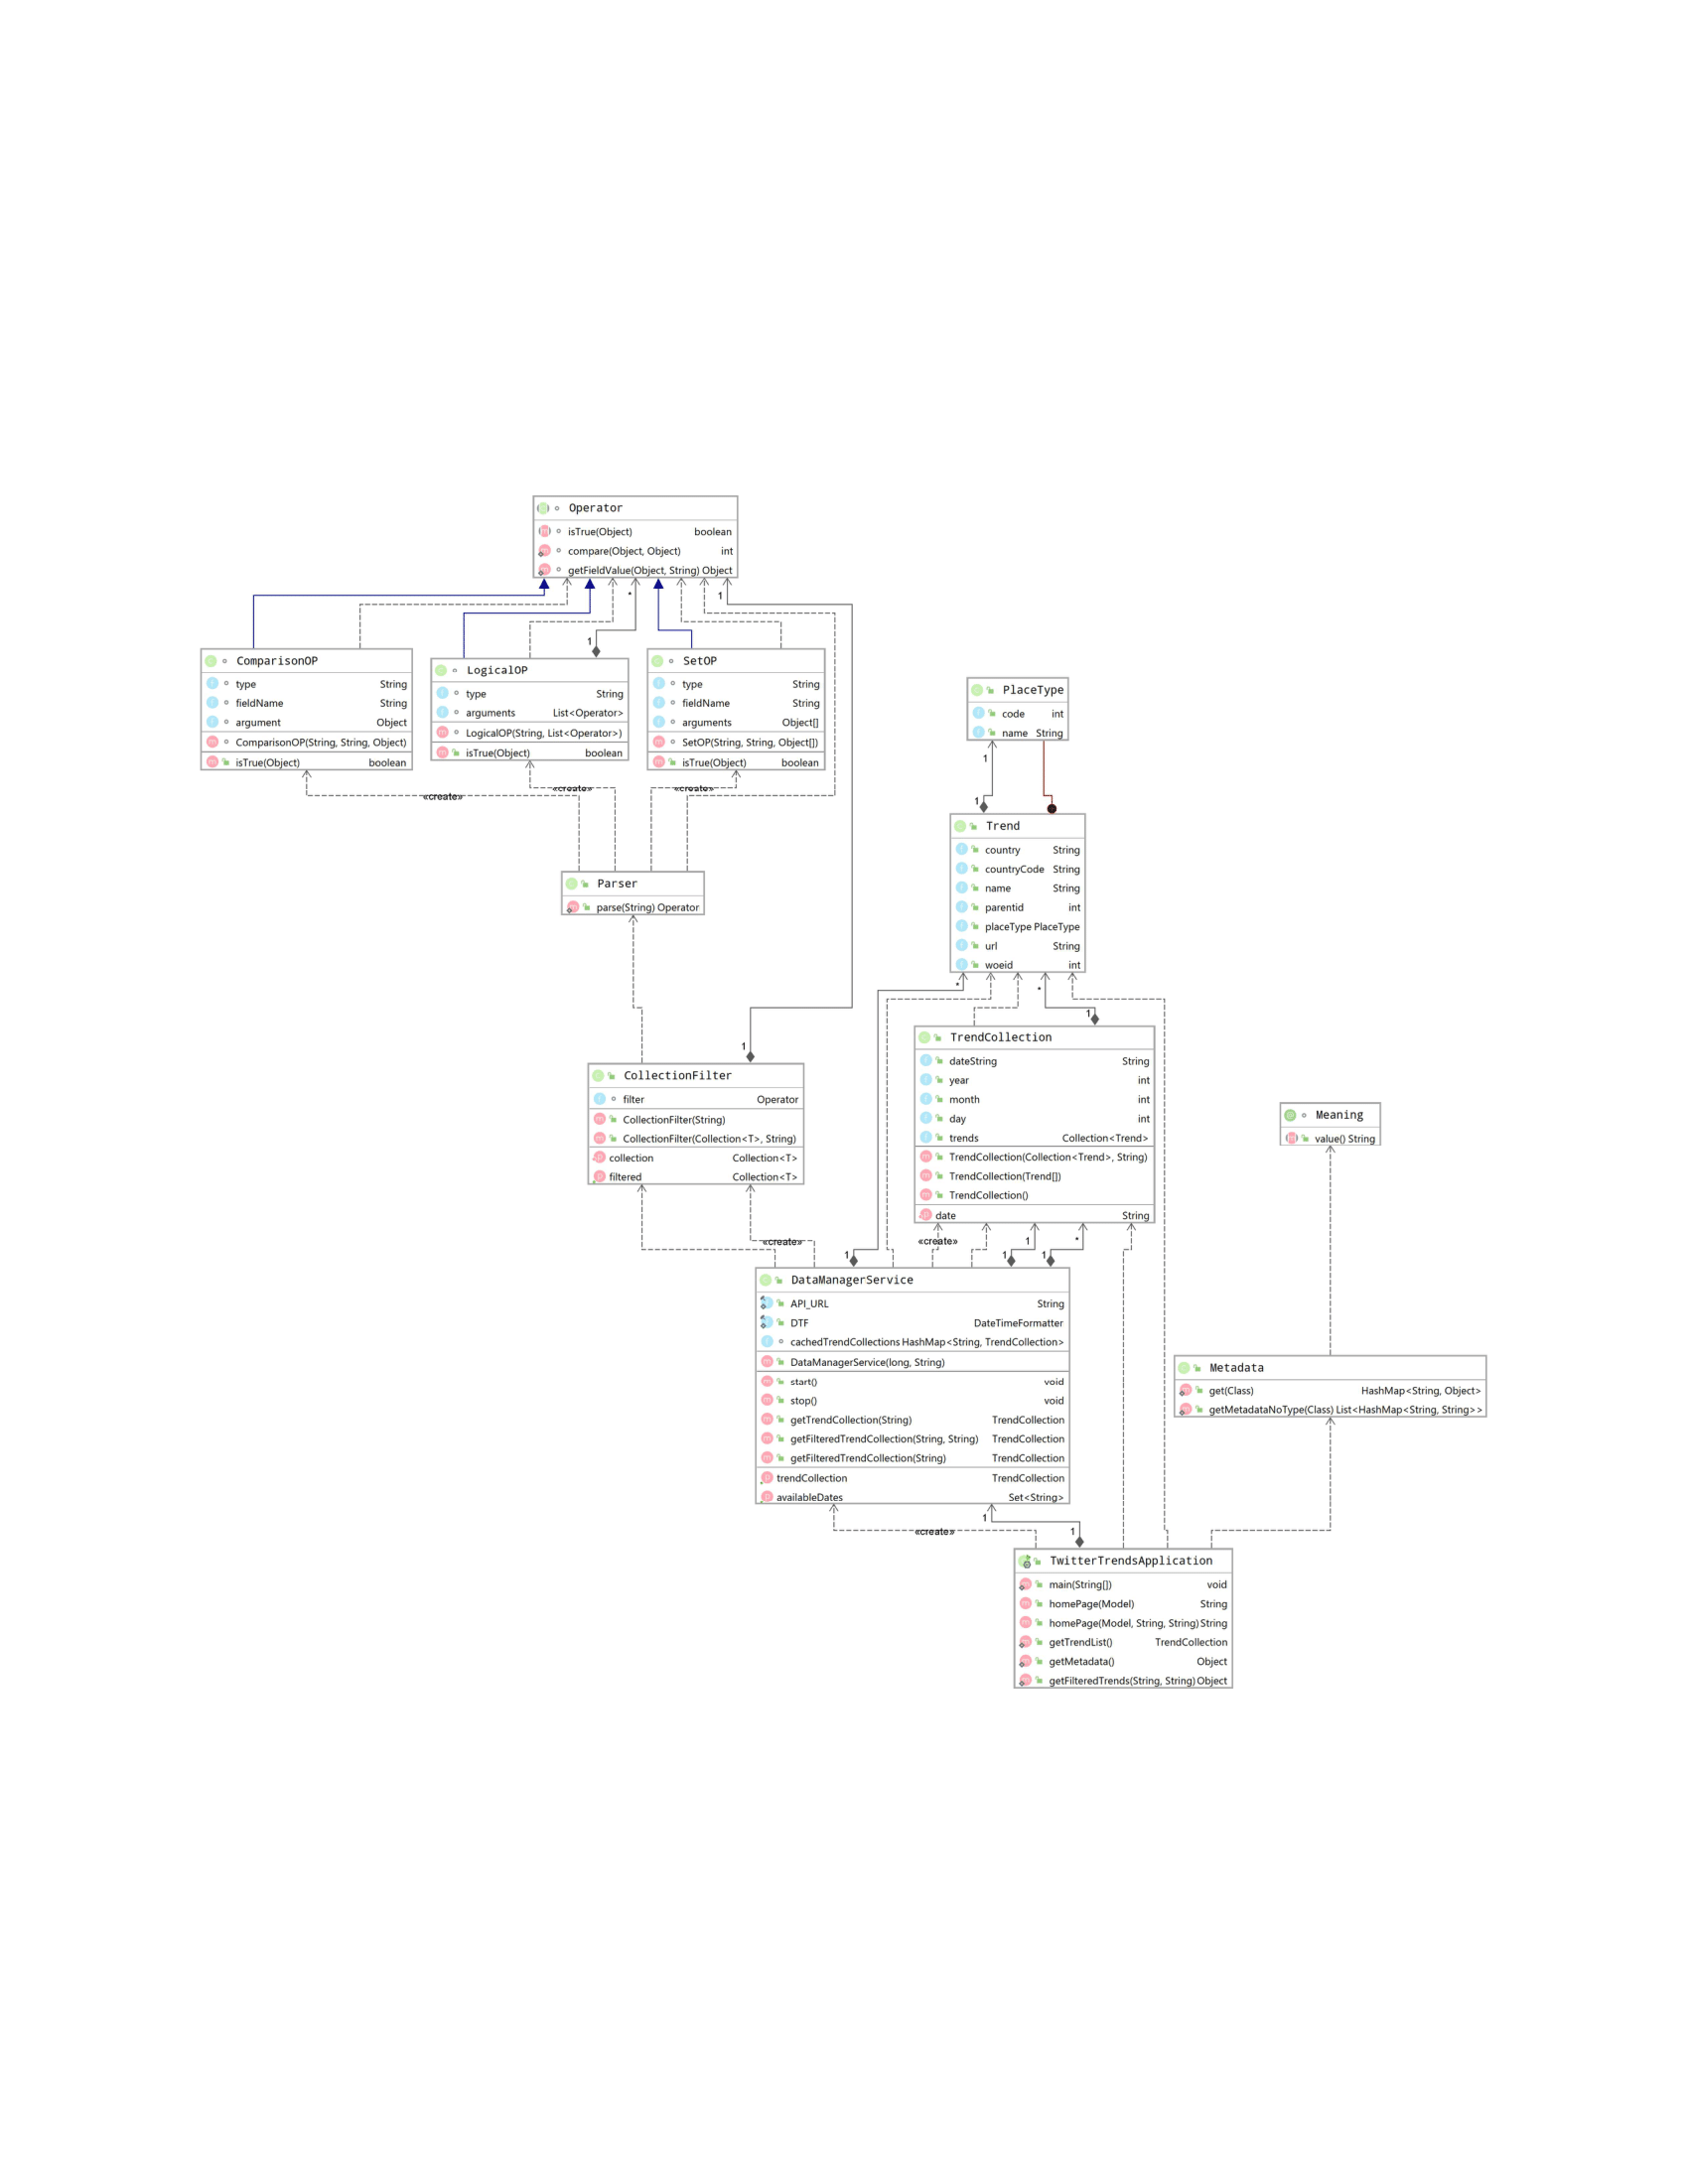 Operator
isTrue(Object) boolean
compare(Object, Object) int
getFieldValue(Object, String) Object
* 1
1
ComparisonOP
type String
fieldName String
argument Object
ComparisonOP(String, String, Object)
isTrue(Object) boolean
LogicalOP
type String
arguments List<Operator>
LogicalOP(String, List<Operator>)
isTrue(Object) boolean
SetOP
type String
fieldName String
arguments Object[]
SetOP(String, String, Object[])
isTrue(Object) boolean
«create» «create» «create»
PlaceType
code int
name String
1
1
Trend
country String
countryCode String
name String
parentid int
placeType PlaceType
url String
woeid int
* *
1
Parser
parse(String) Operator
1
CollectionFilter
filter Operator
CollectionFilter(String)
CollectionFilter(Collection<T>, String)
collection Collection<T>
filtered Collection<T>
TrendCollection
dateString String
year int
month int
day int
trends Collection<Trend>
TrendCollection(Collection<Trend>, String)
TrendCollection(Trend[])
TrendCollection()
date String
Meaning
value() String
«create» «create» 1 *
1 1 1
DataManagerService
API_URL String
DTF DateTimeFormatter
cachedTrendCollections HashMap<String, TrendCollection>
DataManagerService(long, String)
start() void
stop() void
getTrendCollection(String) TrendCollection
getFilteredTrendCollection(String, String) TrendCollection
getFilteredTrendCollection(String) TrendCollection
trendCollection TrendCollection
availableDates Set<String>
Metadata
get(Class) HashMap<String, Object>
getMetadataNoType(Class) List<HashMap<String, String>>
1
«create» 1
TwitterTrendsApplication
main(String[]) void
homePage(Model) String
homePage(Model, String, String) String
getTrendList() TrendCollection
getMetadata() Object
getFilteredTrends(String, String) Object